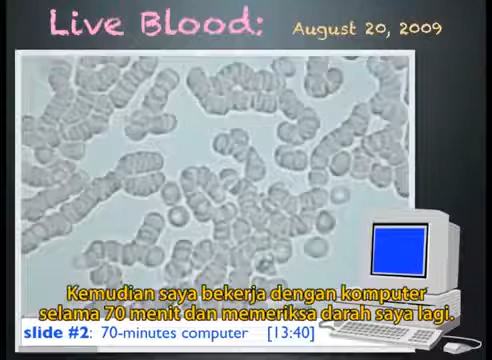 Live Blood: August 20, 2009
Kemudian saya bekerja dengan komputer
selama 70 menit dan memeriksa darah saya lagi.
slide #2: 70-minutes computer [13:40]